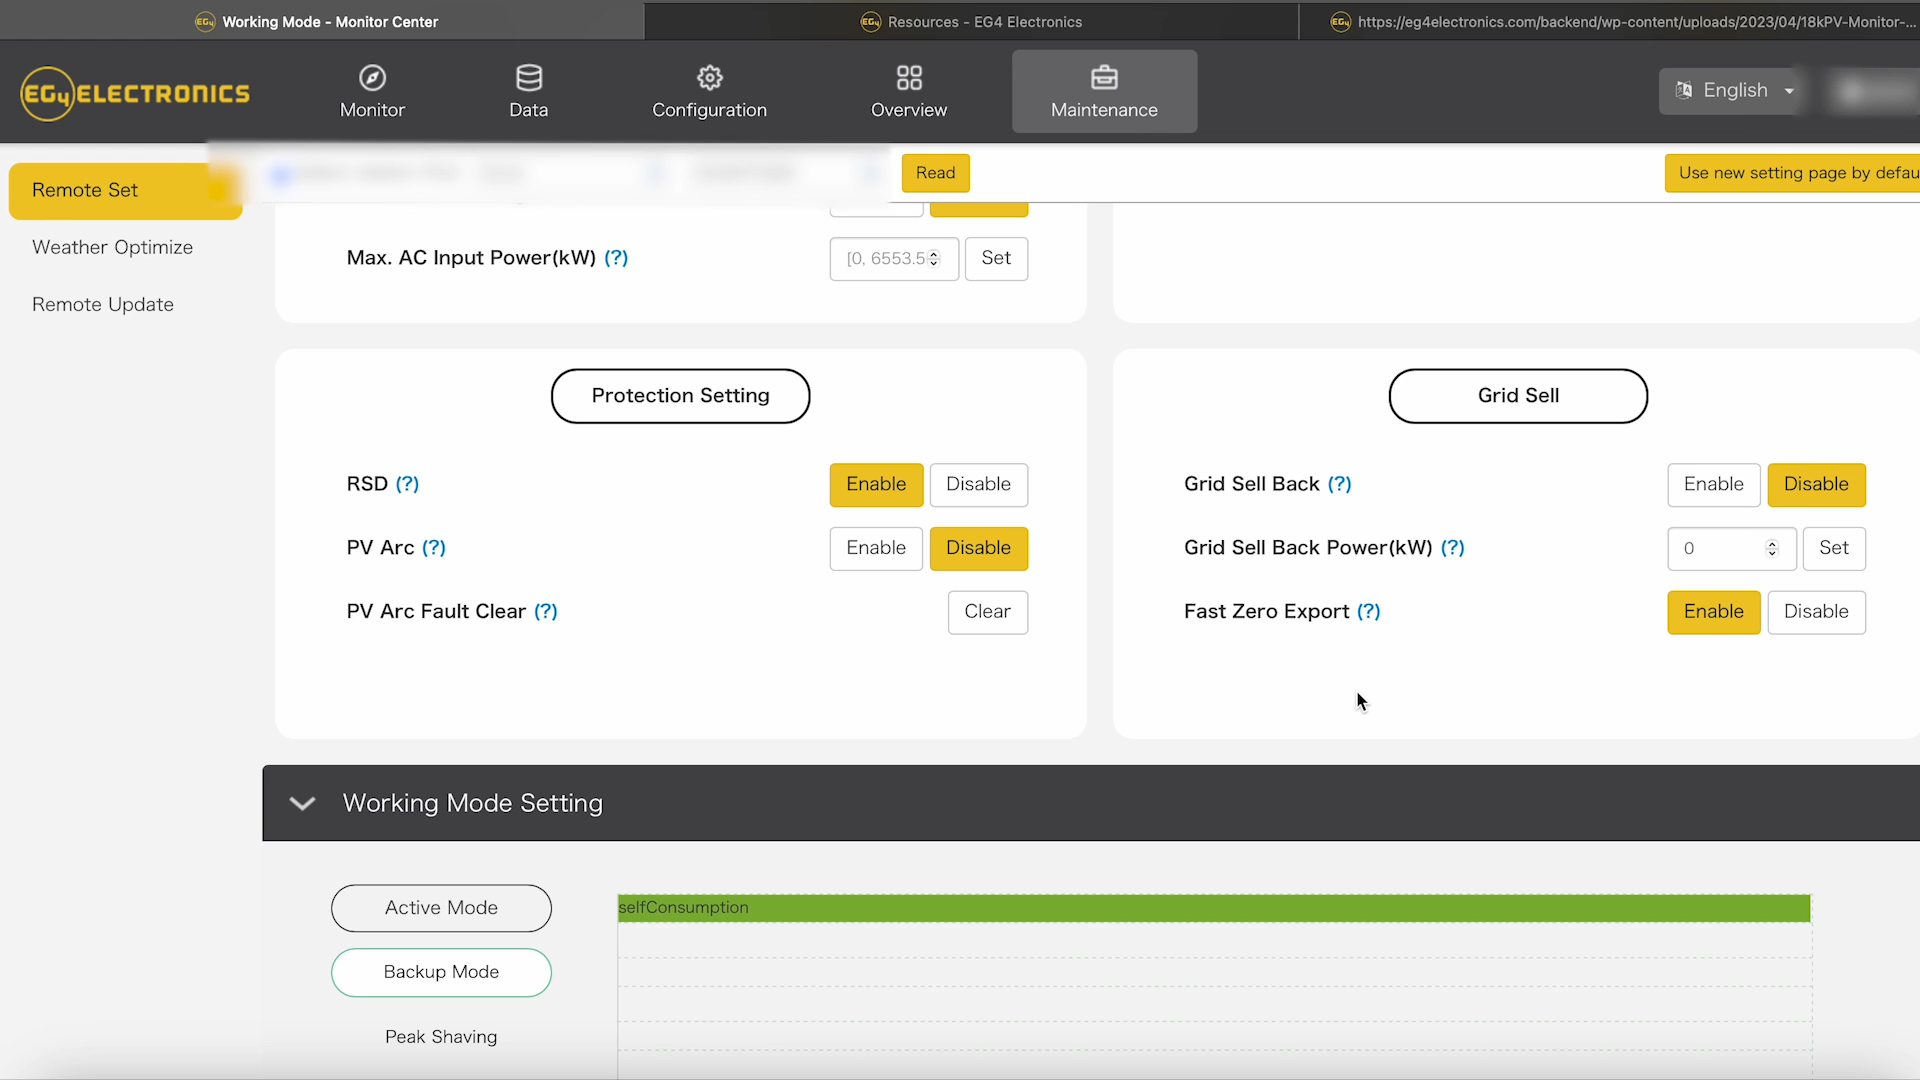 Working Mode - Monitor Center
Resources - EG4 Electronics
https://eg4electronics.com/backend/wp-content/uploads/2023/04/18kPV-Monitor-...
EG4 ELECTRONICS
Monitor
Data
Configuration
Overview
Maintenance
English
Remote Set
Weather Optimize
Remote Update
Read
Use new setting page by defau
Max. AC Input Power(kW) (?)
[0, 6553.5
Set
Protection Setting
RSD (?)
Enable
Disable
PV Arc (?)
Enable
Disable
PV Arc Fault Clear (?)
Clear
Grid Sell
Grid Sell Back (?)
Enable
Disable
Grid Sell Back Power(kW) (?)
0
Set
Fast Zero Export (?)
Enable
Disable
Working Mode Setting
Active Mode
Backup Mode
Peak Shaving
selfConsumption